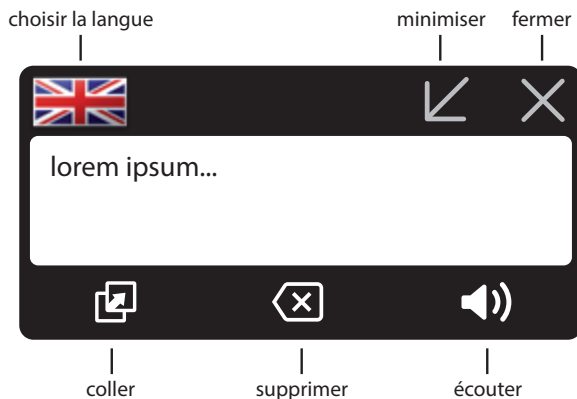 choisir la langue minimiser fermer
lorem ipsum...
coller supprimer écouter